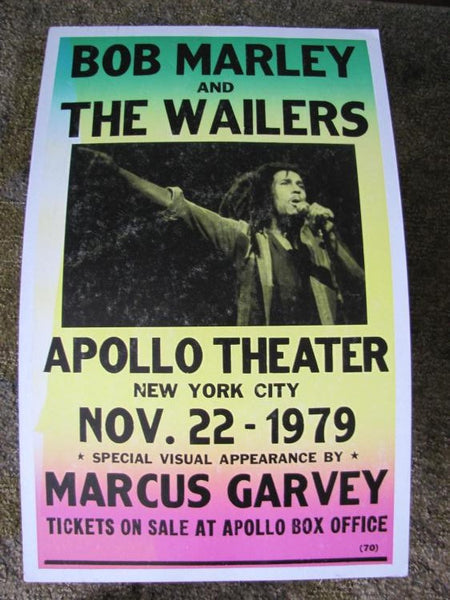 BOB MARLEY
AND
THE WAILERS
APOLLO THEATER
NEW YORK CITY
NOV. 22 - 1979
★ SPECIAL VISUAL APPEARANCE BY ★
MARCUS GARVEY
TICKETS ON SALE AT APOLLO BOX OFFICE
(70)